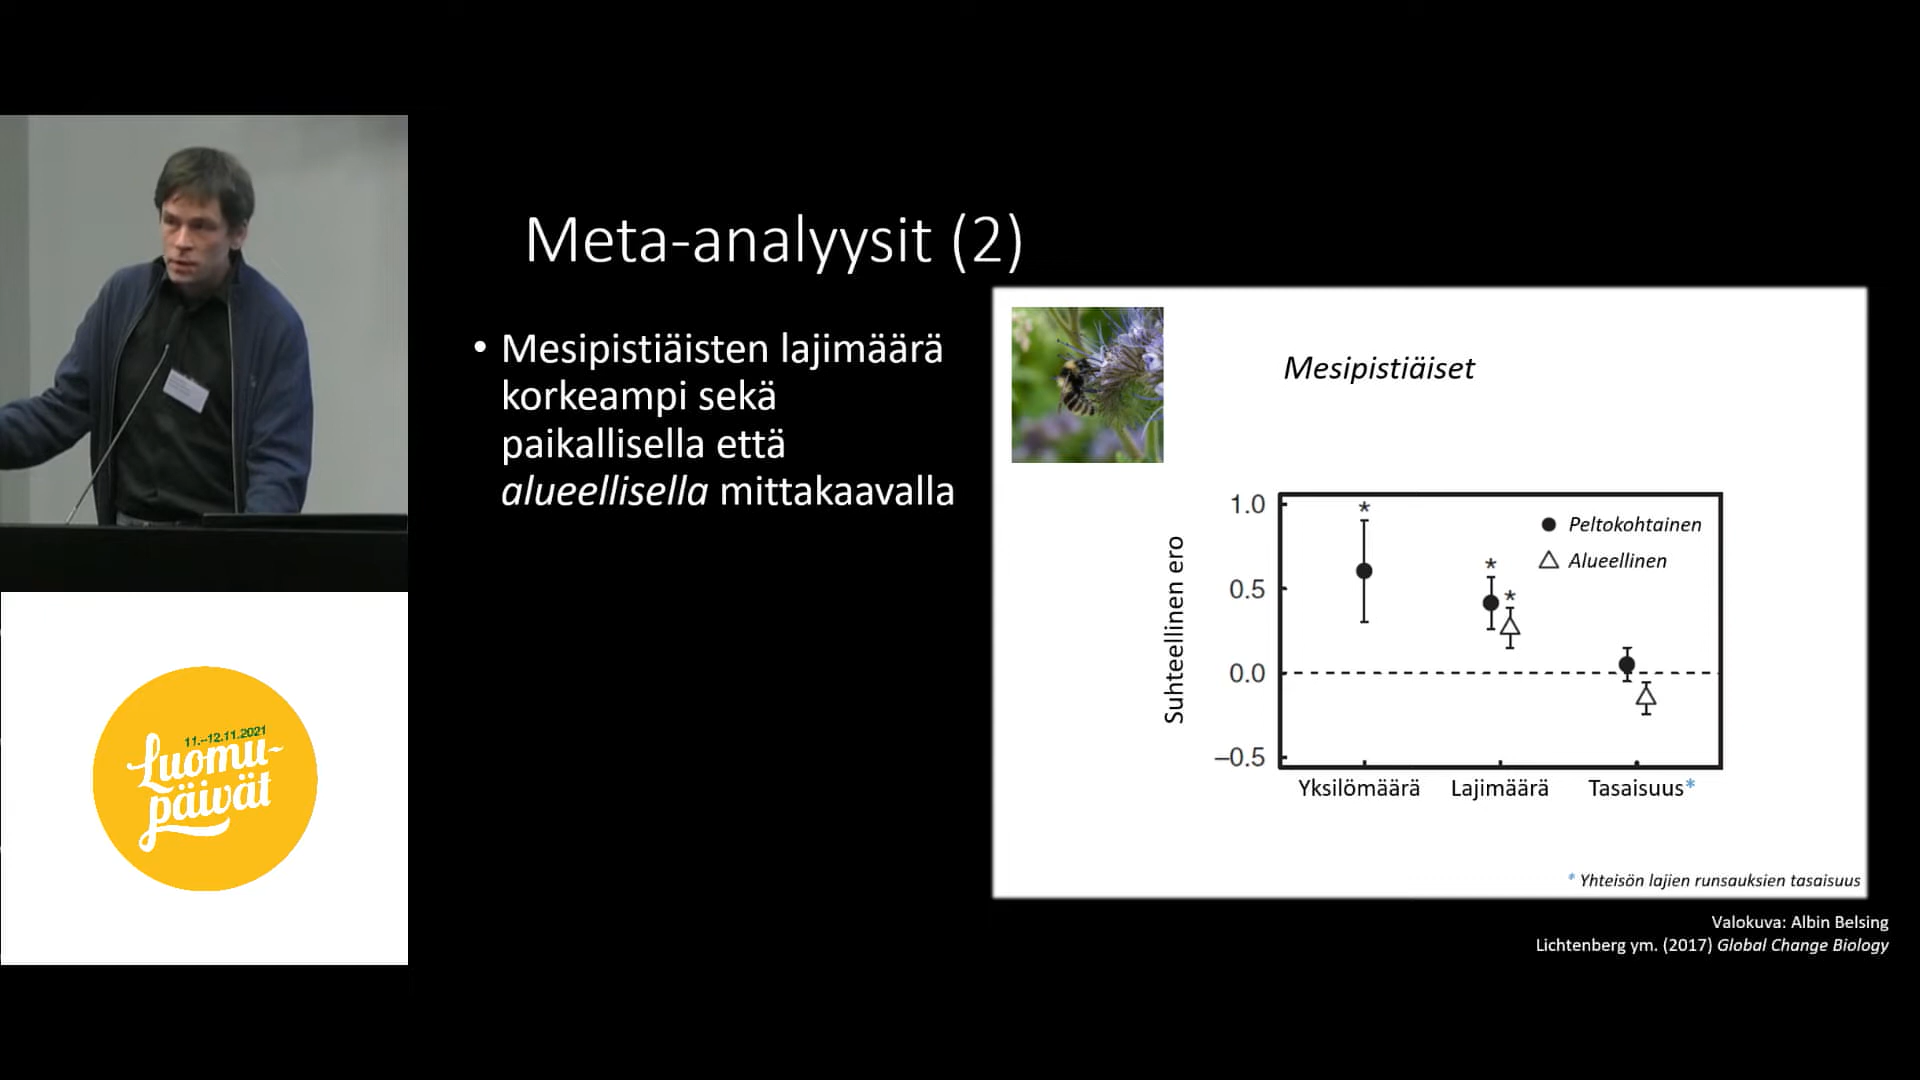 Meta-analyysit (2)
• Mesipistiäisten lajimäärä
korkeampi sekä
paikallisella että
alueellisella mittakaavalla
Mesipistiäiset
Suhteellinen ero
1.0
0.5
0.0
–0.5
* 
* *
Peltokohtainen
Alueellinen
Yksilömäärä Lajimäärä Tasaisuus*
* Yhteisön lajien runsauksien tasaisuus
Valokuva: Albin Belsing
Lichtenberg ym. (2017) Global Change Biology
11.–12.11.2021
Luomu-
päivät